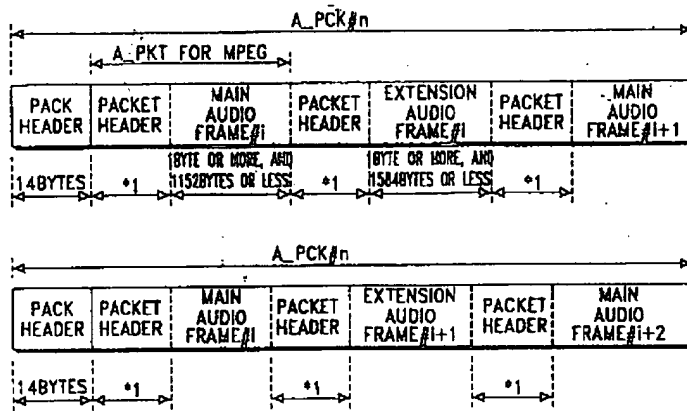 A_PCK#n
A_PKT FOR MPEG
PACK HEADER
PACKET HEADER
MAIN AUDIO FRAME#i
PACKET HEADER
EXTENSION AUDIO FRAME#i
PACKET HEADER
MAIN AUDIO FRAME#i+1
14BYTES
*1
1BYTE OR MORE, AND 1152BYTES OR LESS
*1
1BYTE OR MORE, AND 1584BYTES OR LESS
*1
A_PCK#n
PACK HEADER
PACKET HEADER
MAIN AUDIO FRAME#i
PACKET HEADER
EXTENSION AUDIO FRAME#i+1
PACKET HEADER
MAIN AUDIO FRAME#i+2
14BYTES
*1
*1
*1